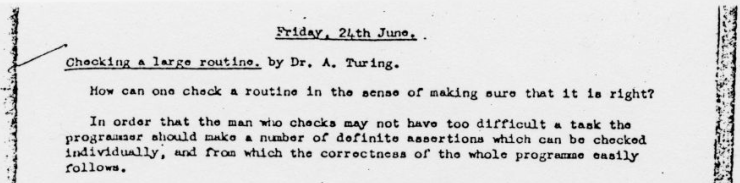 Friday, 24th June.
Checking a large routine. by Dr. A. Turing.
How can one check a routine in the sense of making sure that it is right?
In order that the man who checks may not have too difficult a task the
programmer should make a number of definite assertions which can be checked
individually, and from which the correctness of the whole programme easily
follows.